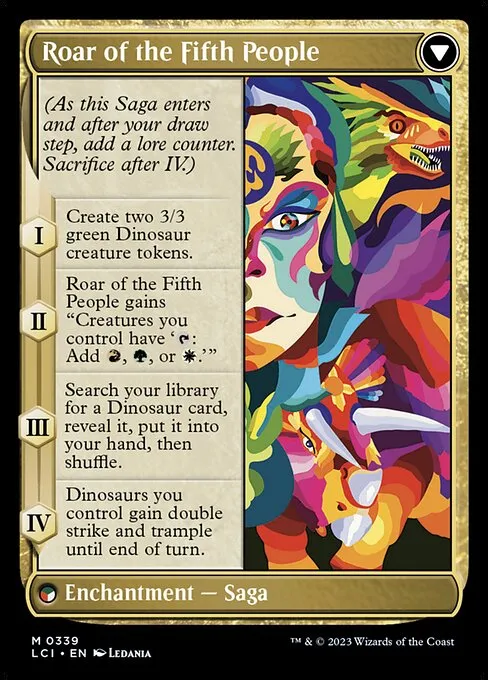 Roar of the Fifth People
(As this Saga enters
and after your draw
step, add a lore counter.
Sacrifice after IV.)
I
Create two 3/3
green Dinosaur
creature tokens.
II
Roar of the Fifth
People gains
“Creatures you
control have ‘ :
Add , , or .’”
III
Search your library
for a Dinosaur card,
reveal it, put it into
your hand, then
shuffle.
IV
Dinosaurs you
control gain double
strike and trample
until end of turn.
Enchantment — Saga
M 0339
LCI • EN Ledania
™ & © 2023 Wizards of the Coast